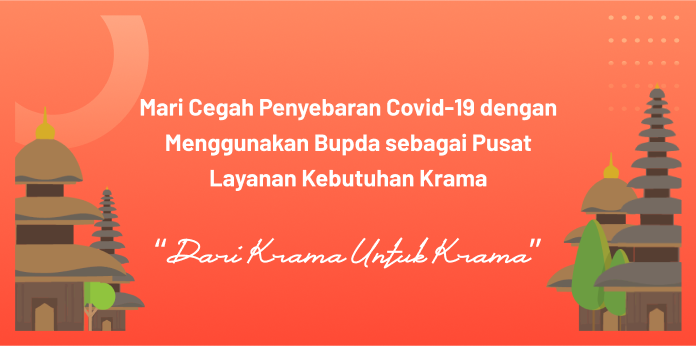 Mari Cegah Penyebaran Covid-19 dengan
Menggunakan Bupda sebagai Pusat
Layanan Kebutuhan Krama
“Dari Krama Untuk Krama”